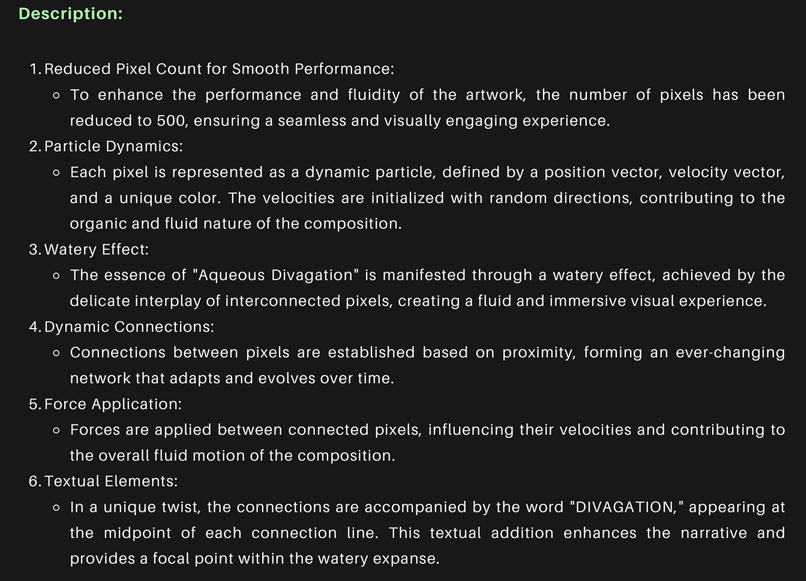 Description:
1. Reduced Pixel Count for Smooth Performance:
○ To enhance the performance and fluidity of the artwork, the number of pixels has been
reduced to 500, ensuring a seamless and visually engaging experience.
2. Particle Dynamics:
○ Each pixel is represented as a dynamic particle, defined by a position vector, velocity vector,
and a unique color. The velocities are initialized with random directions, contributing to the
organic and fluid nature of the composition.
3. Watery Effect:
○ The essence of "Aqueous Divagation" is manifested through a watery effect, achieved by the
delicate interplay of interconnected pixels, creating a fluid and immersive visual experience.
4. Dynamic Connections:
○ Connections between pixels are established based on proximity, forming an ever-changing
network that adapts and evolves over time.
5. Force Application:
○ Forces are applied between connected pixels, influencing their velocities and contributing to
the overall fluid motion of the composition.
6. Textual Elements:
○ In a unique twist, the connections are accompanied by the word "DIVAGATION," appearing at
the midpoint of each connection line. This textual addition enhances the narrative and
provides a focal point within the watery expanse.